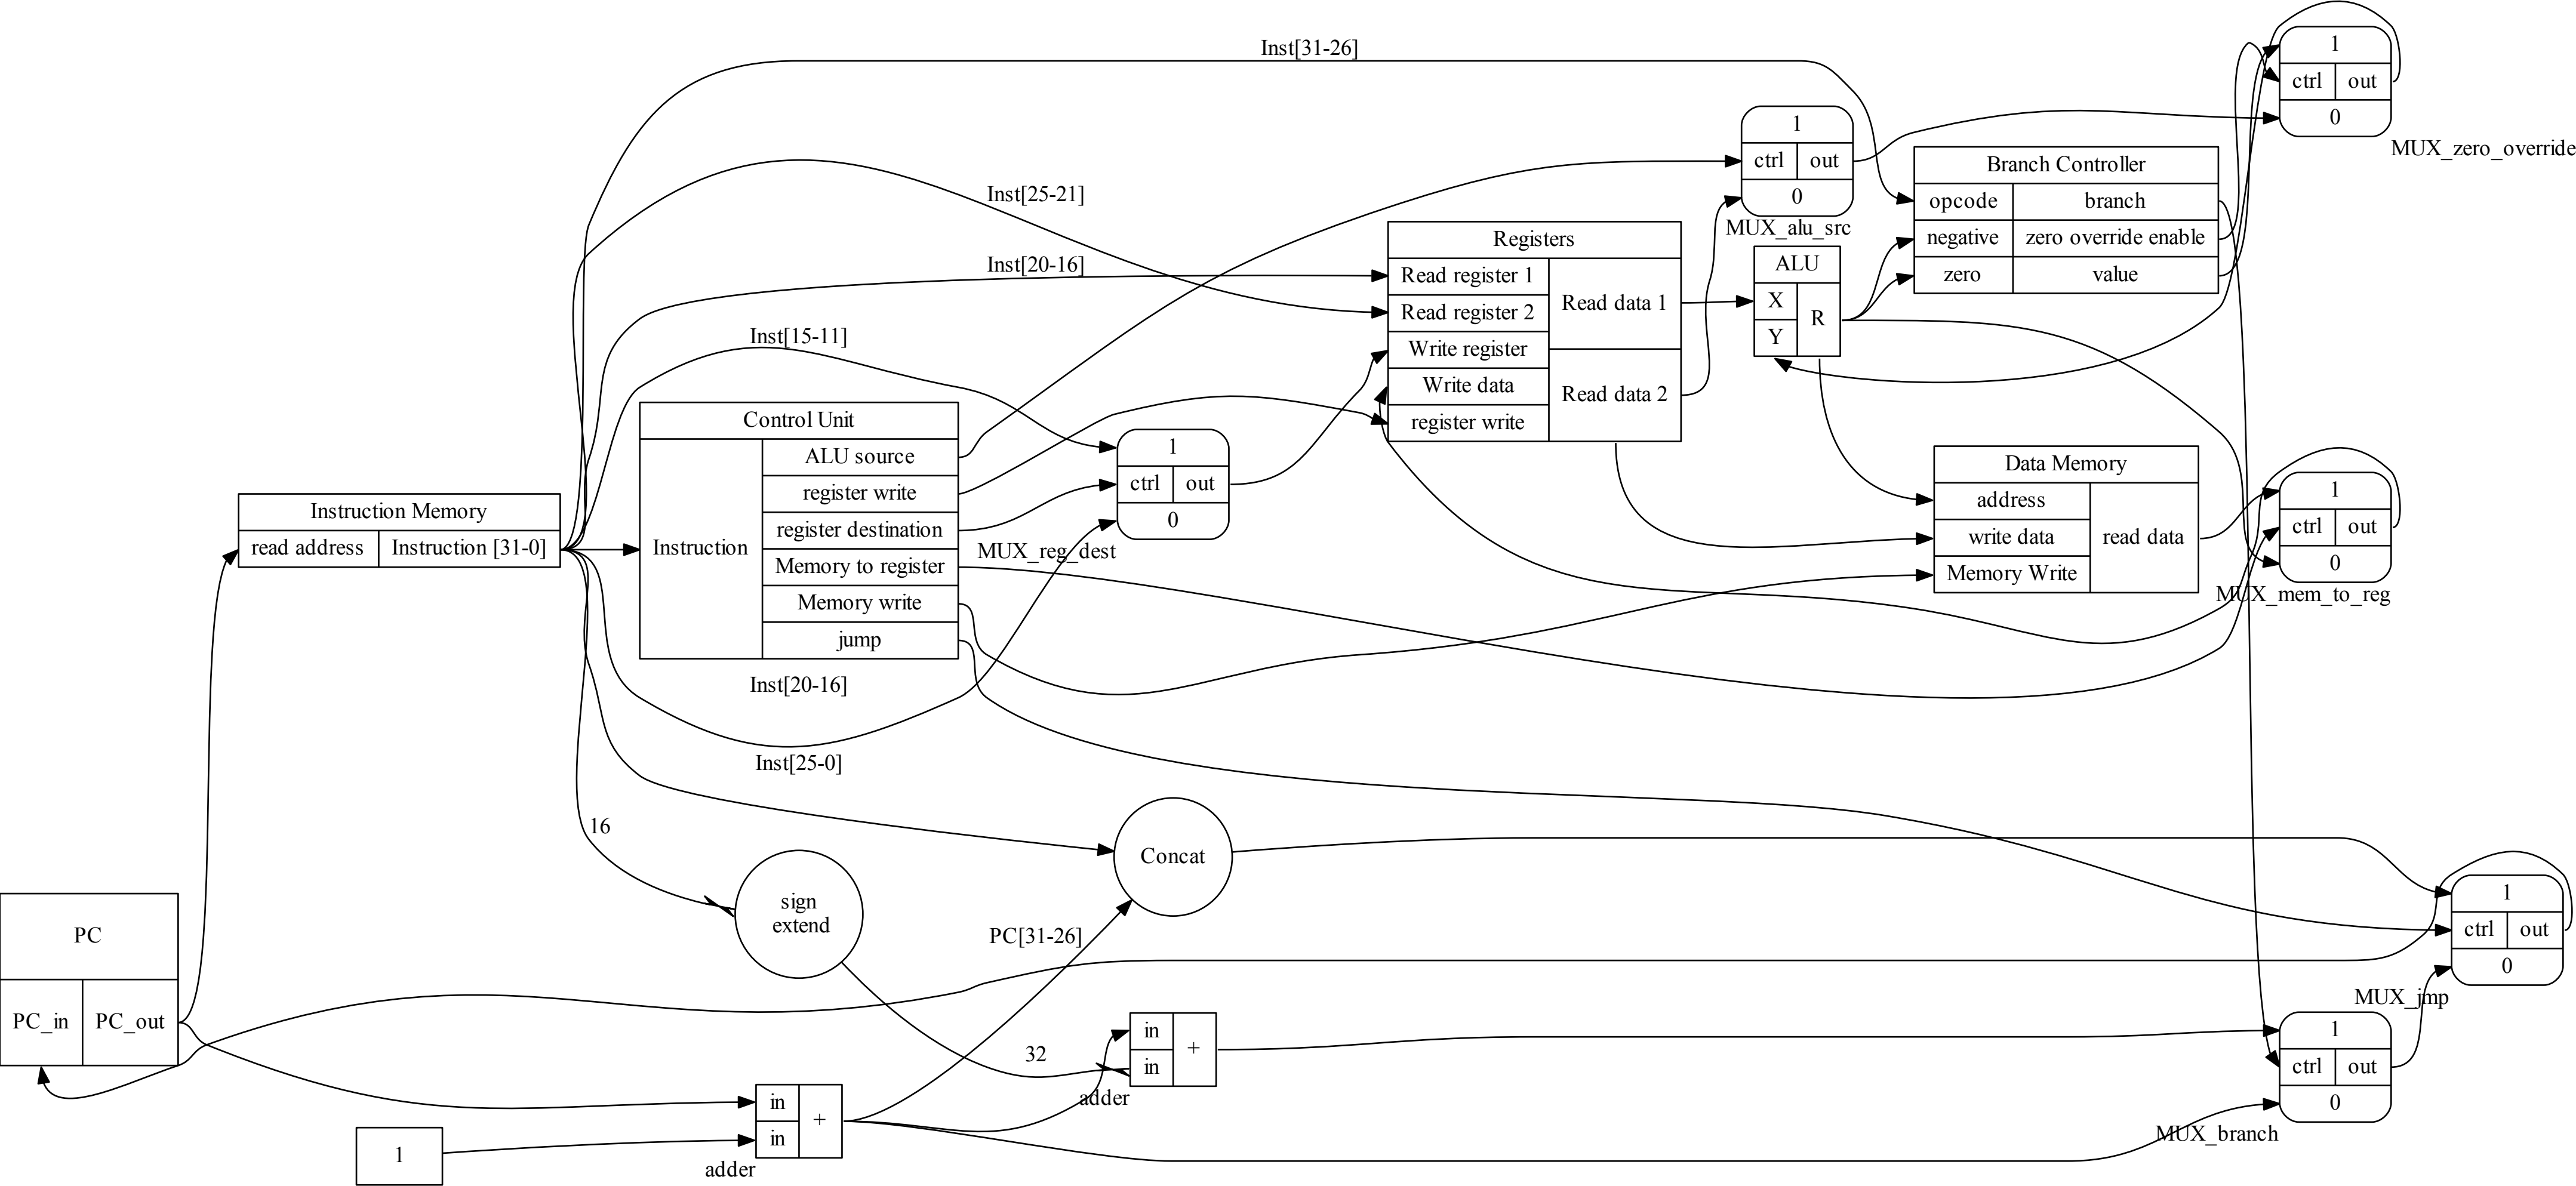 Inst[31-26]
1
ctrl
out
0
MUX_zero_override
1
ctrl
out
0
MUX_alu_src
Branch Controller
opcode
branch
negative
zero override enable
zero
value
Inst[25-21]
Inst[20-16]
Registers
Read register 1
Read register 2
Write register
Write data
register write
Read data 1
Read data 2
ALU
X
Y
R
Inst[15-11]
Control Unit
Instruction
ALU source
register write
register destination
Memory to register
Memory write
jump
1
ctrl
out
0
MUX_reg_dest
Data Memory
address
write data
Memory Write
read data
1
ctrl
out
0
MUX_mem_to_reg
Instruction Memory
read address
Instruction [31-0]
Inst[20-16]
Inst[25-0]
16
sign
extend
Concat
PC[31-26]
PC
PC_in
PC_out
1
ctrl
out
0
MUX_jmp
32
in
in
+
adder
1
ctrl
out
0
MUX_branch
in
in
+
adder
1